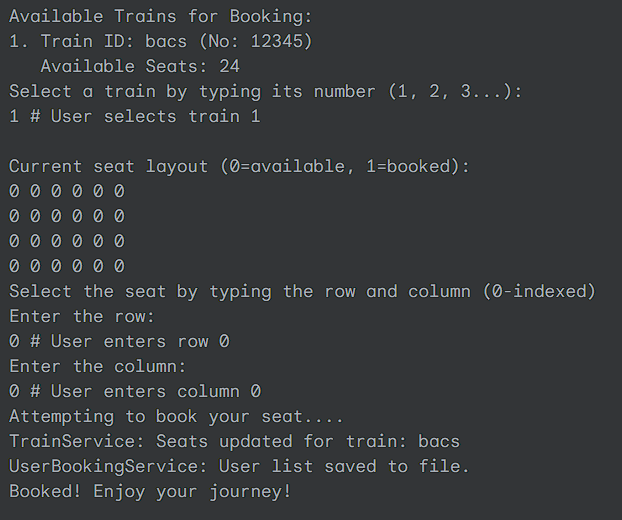 Available Trains for Booking:
1. Train ID: bacs (No: 12345)
   Available Seats: 24
Select a train by typing its number (1, 2, 3...):
1 # User selects train 1

Current seat layout (0=available, 1=booked):
0 0 0 0 0 0
0 0 0 0 0 0
0 0 0 0 0 0
0 0 0 0 0 0
Select the seat by typing the row and column (0-indexed)
Enter the row:
0 # User enters row 0
Enter the column:
0 # User enters column 0
Attempting to book your seat....
TrainService: Seats updated for train: bacs
UserBookingService: User list saved to file.
Booked! Enjoy your journey!